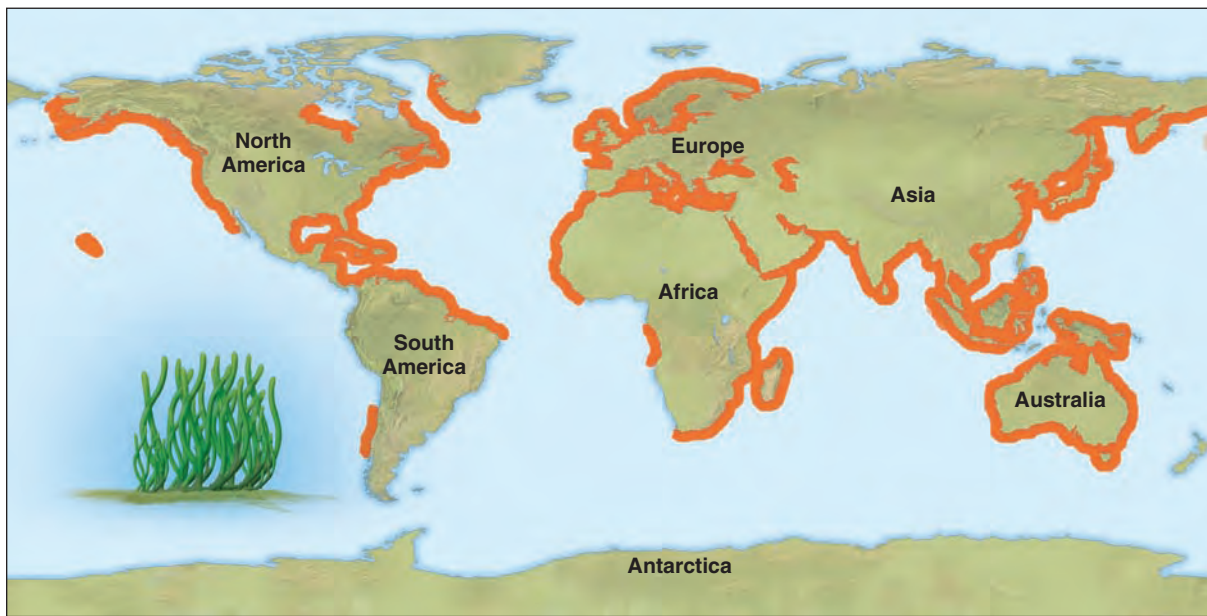 North
America
Europe
Asia
Africa
South
America
Australia
Antarctica